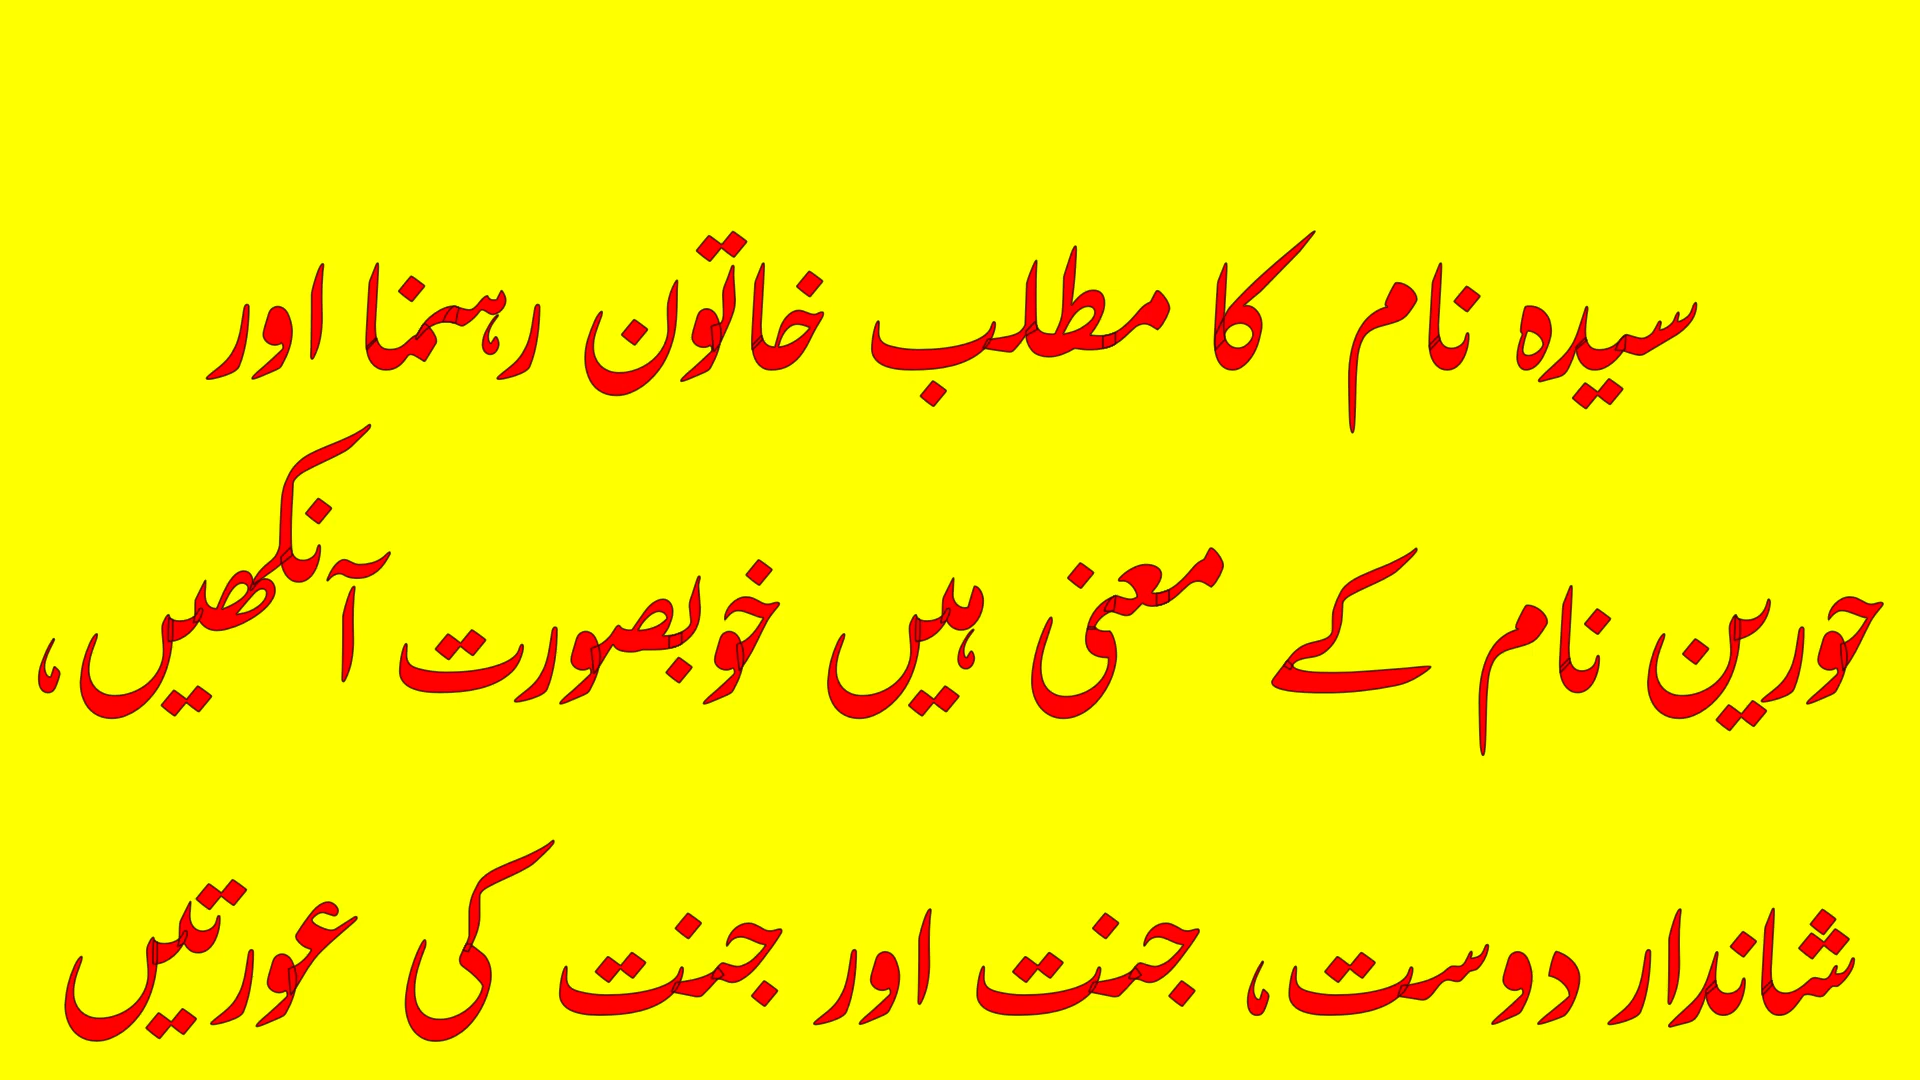 سیدہ نام کا مطلب خاتون رہنما اور
حورین نام کے معنی ہیں خوبصورت آنکھیں،
شاندار دوست، جنت اور جنت کی عورتیں